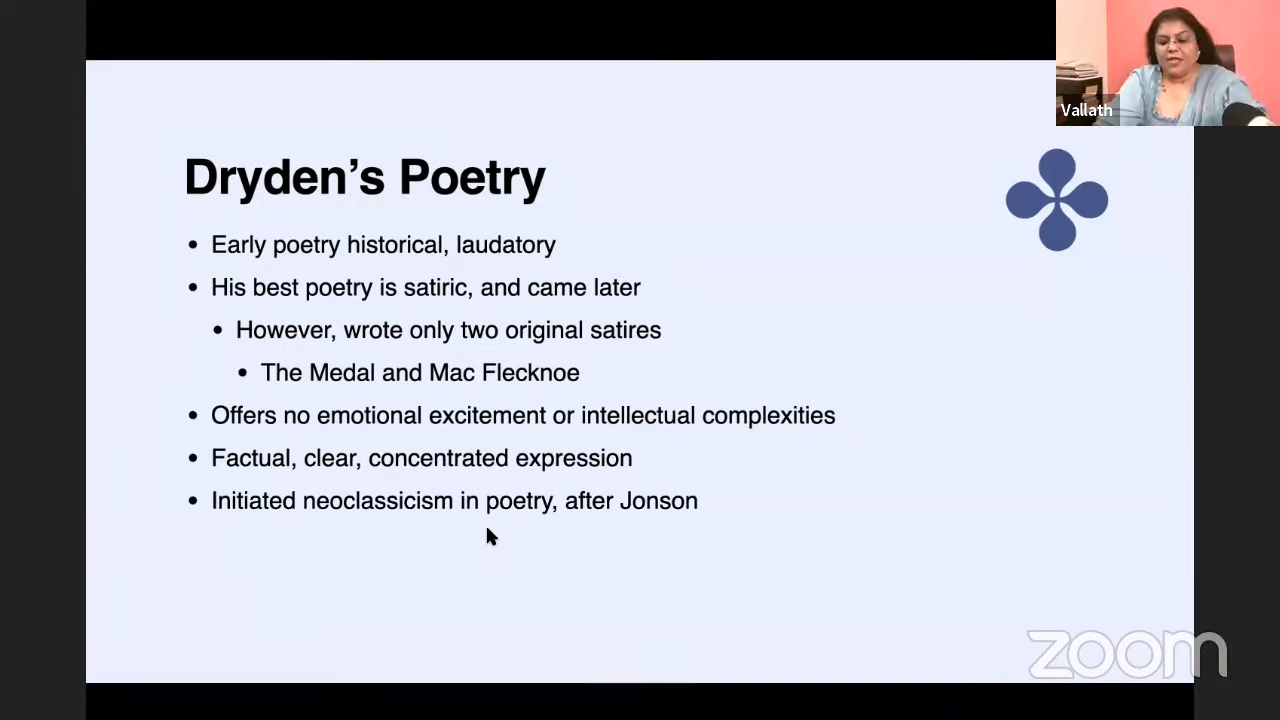 Vallath
Dryden’s Poetry
• Early poetry historical, laudatory
• His best poetry is satiric, and came later
• However, wrote only two original satires
• The Medal and Mac Flecknoe
• Offers no emotional excitement or intellectual complexities
• Factual, clear, concentrated expression
• Initiated neoclassicism in poetry, after Jonson
zoom